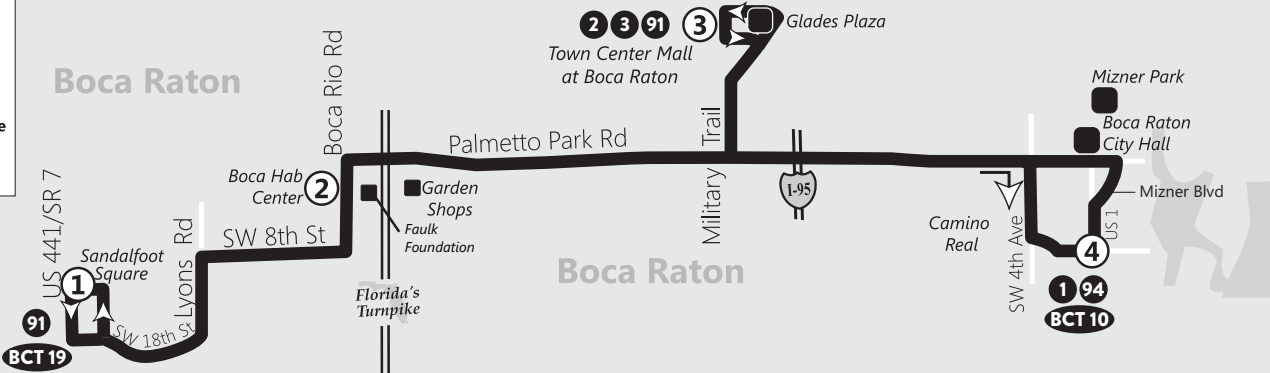 2 3 91 3 Glades Plaza
Town Center Mall
at Boca Raton
Boca Raton
Boca Rio Rd
Mizner Park
e
Boca Raton
City Hall
Palmetto Park Rd
Military Trail
Boca Hab
Center
2
Garden
Shops
I-95
Mizner Blvd
US 441/SR 7
Lyons Rd
SW 8th St
Faulk
Foundation
Camino
Real
SW 4th Ave
US 1
Sandalfoot
Square
1
Boca Raton
4
Florida's
Turnpike
1 94
BCT 10
91
BCT 19
SW 18th St